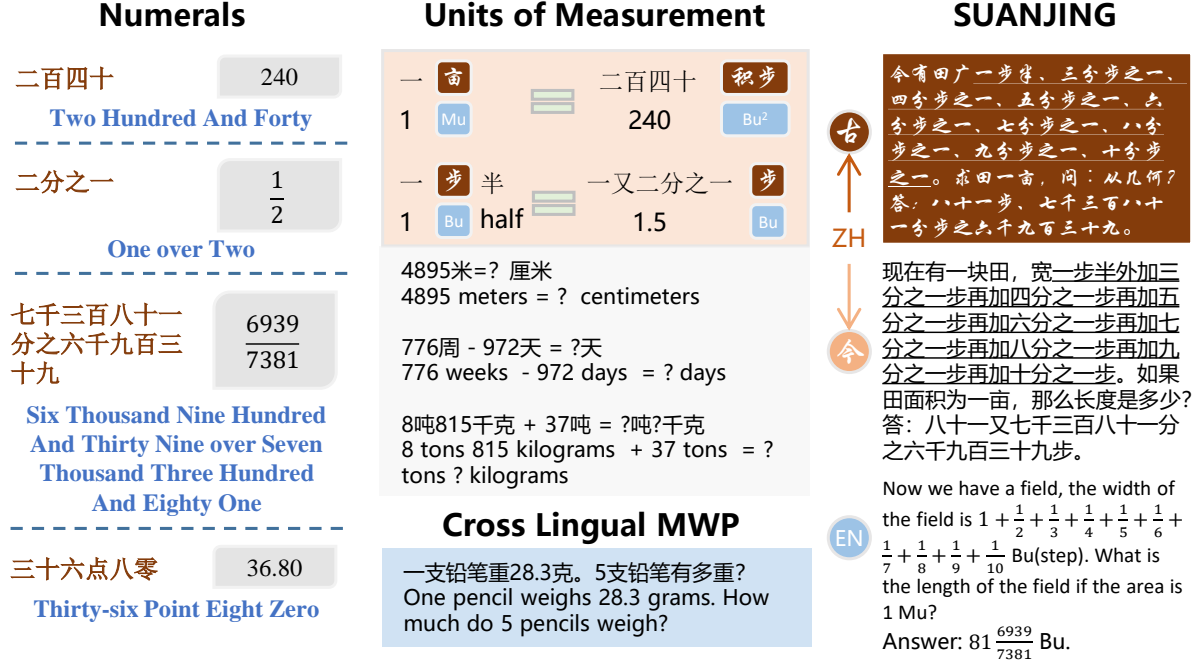 Numerals
二百四十
240
Two Hundred And Forty
二分之一
1
2
One over Two
七千三百八十一
分之六千九百三
十九
6939
7381
Six Thousand Nine Hundred
And Thirty Nine over Seven
Thousand Three Hundred
And Eighty One
三十六点八零
36.80
Thirty-six Point Eight Zero
Units of Measurement
一 亩 = 二百四十 积步
1 Mu 240 Bu²
一 步 半 = 一又二分之一 步
1 Bu half 1.5 Bu
4895米=? 厘米
4895 meters = ? centimeters
776周 - 972天 = ?天
776 weeks - 972 days = ? days
8吨815千克 + 37吨 = ?吨?千克
8 tons 815 kilograms + 37 tons = ?
tons ? kilograms
Cross Lingual MWP
一支铅笔重28.3克。5支铅笔有多重?
One pencil weighs 28.3 grams. How
much do 5 pencils weigh?
SUANJING
古
ZH
今
EN
今有田广一步半、三分步之一、
四分步之一、五分步之一、六
分步之一、七分步之一、八分
步之一、九分步之一、十分步
之一。求田一亩，问：从几何?
答：八十一步、七千三百八十
一分步之六千九百三十九。
现在有一块田，宽一步半外加三
分之一步再加四分之一步再加五
分之一步再加六分之一步再加七
分之一步再加八分之一步再加九
分之一步再加十分之一步。如果
田面积为一亩，那么长度是多少?
答：八十一又七千三百八十一分
之六千九百三十九步。
Now we have a field, the width of
the field is 1 + 1/2 + 1/3 + 1/4 + 1/5 + 1/6 +
1/7 + 1/8 + 1/9 + 1/10 Bu(step). What is
the length of the field if the area is
1 Mu?
Answer: 81 6939/7381 Bu.